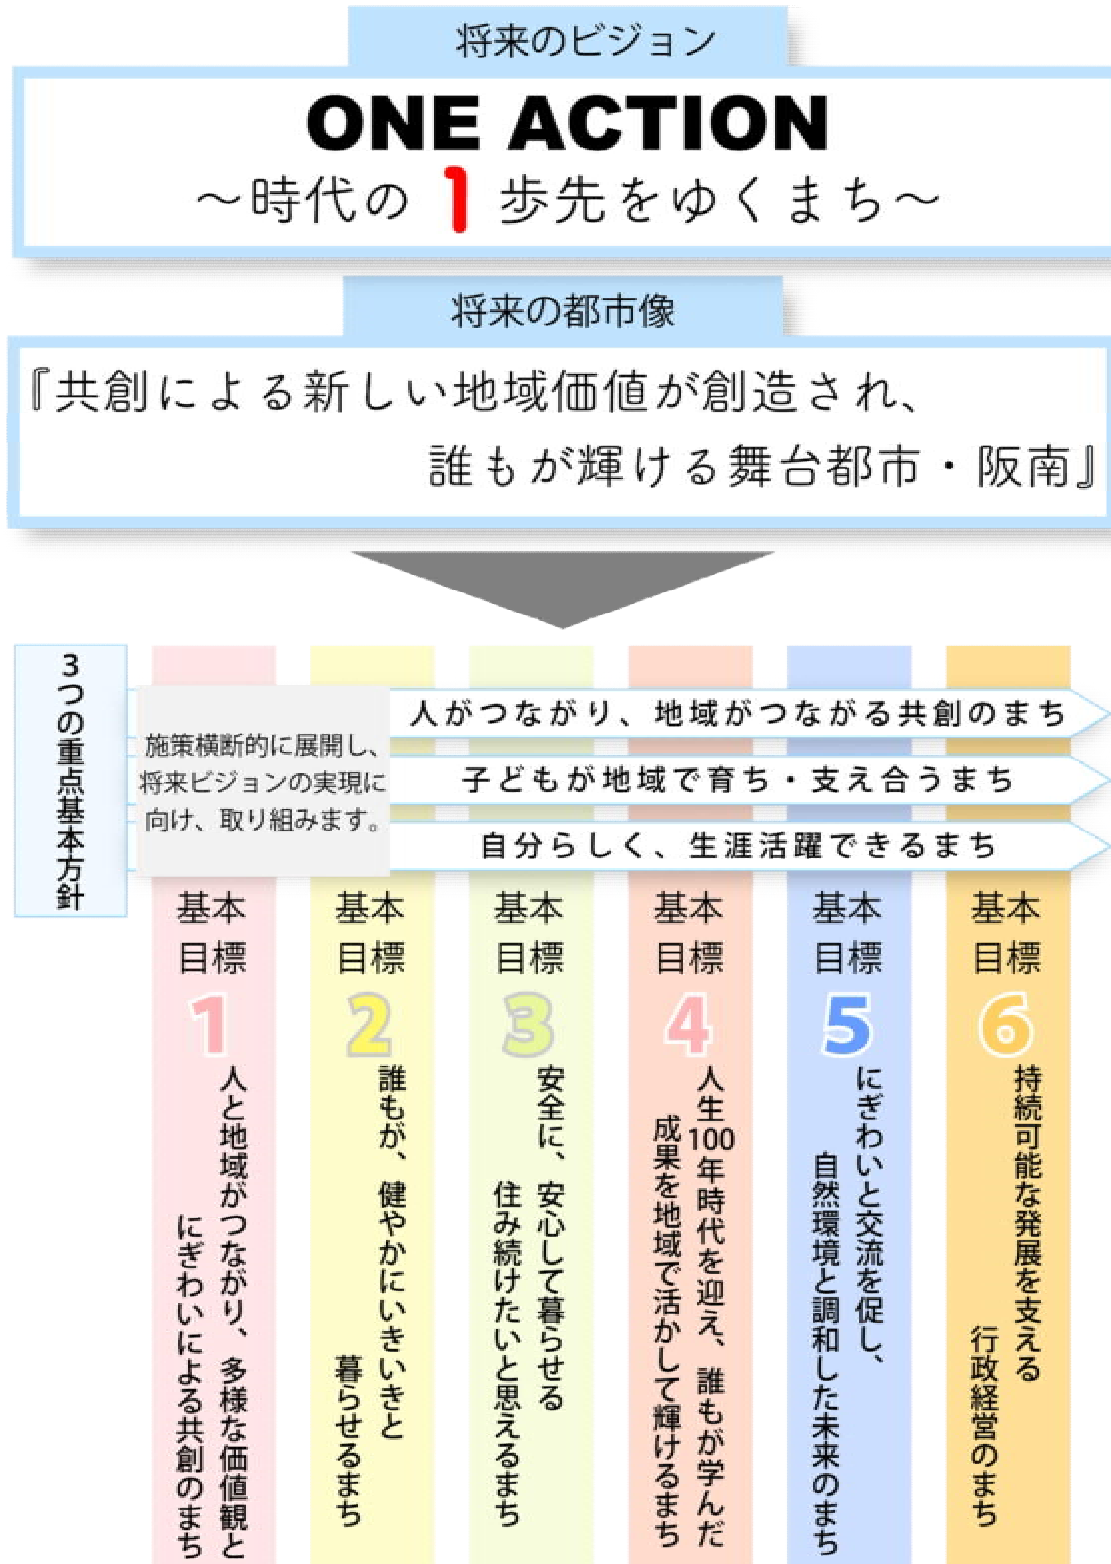 将来のビジョン
ONE ACTION
～時代の1歩先をゆくまち～
将来の都市像
『共創による新しい地域価値が創造され、
誰もが輝ける舞台都市・阪南』
3つの重点基本方針
施策横断的に展開し、
将来ビジョンの実現に
向け、取り組みます。
人がつながり、地域がつながる共創のまち
子どもが地域で育ち・支え合うまち
自分らしく、生涯活躍できるまち
基本
目標
1
人と地域がつながり、多様な価値観と
にぎわいによる共創のまち
基本
目標
2
誰もが、健やかにいきいきと
暮らせるまち
基本
目標
3
安全に、安心して暮らせる
住み続けたいと思えるまち
基本
目標
4
人生100年時代を迎え、誰もが学んだ
成果を地域で活かして輝けるまち
基本
目標
5
にぎわいと交流を促し、
自然環境と調和した未来のまち
基本
目標
6
持続可能な発展を支える
行政経営のまち